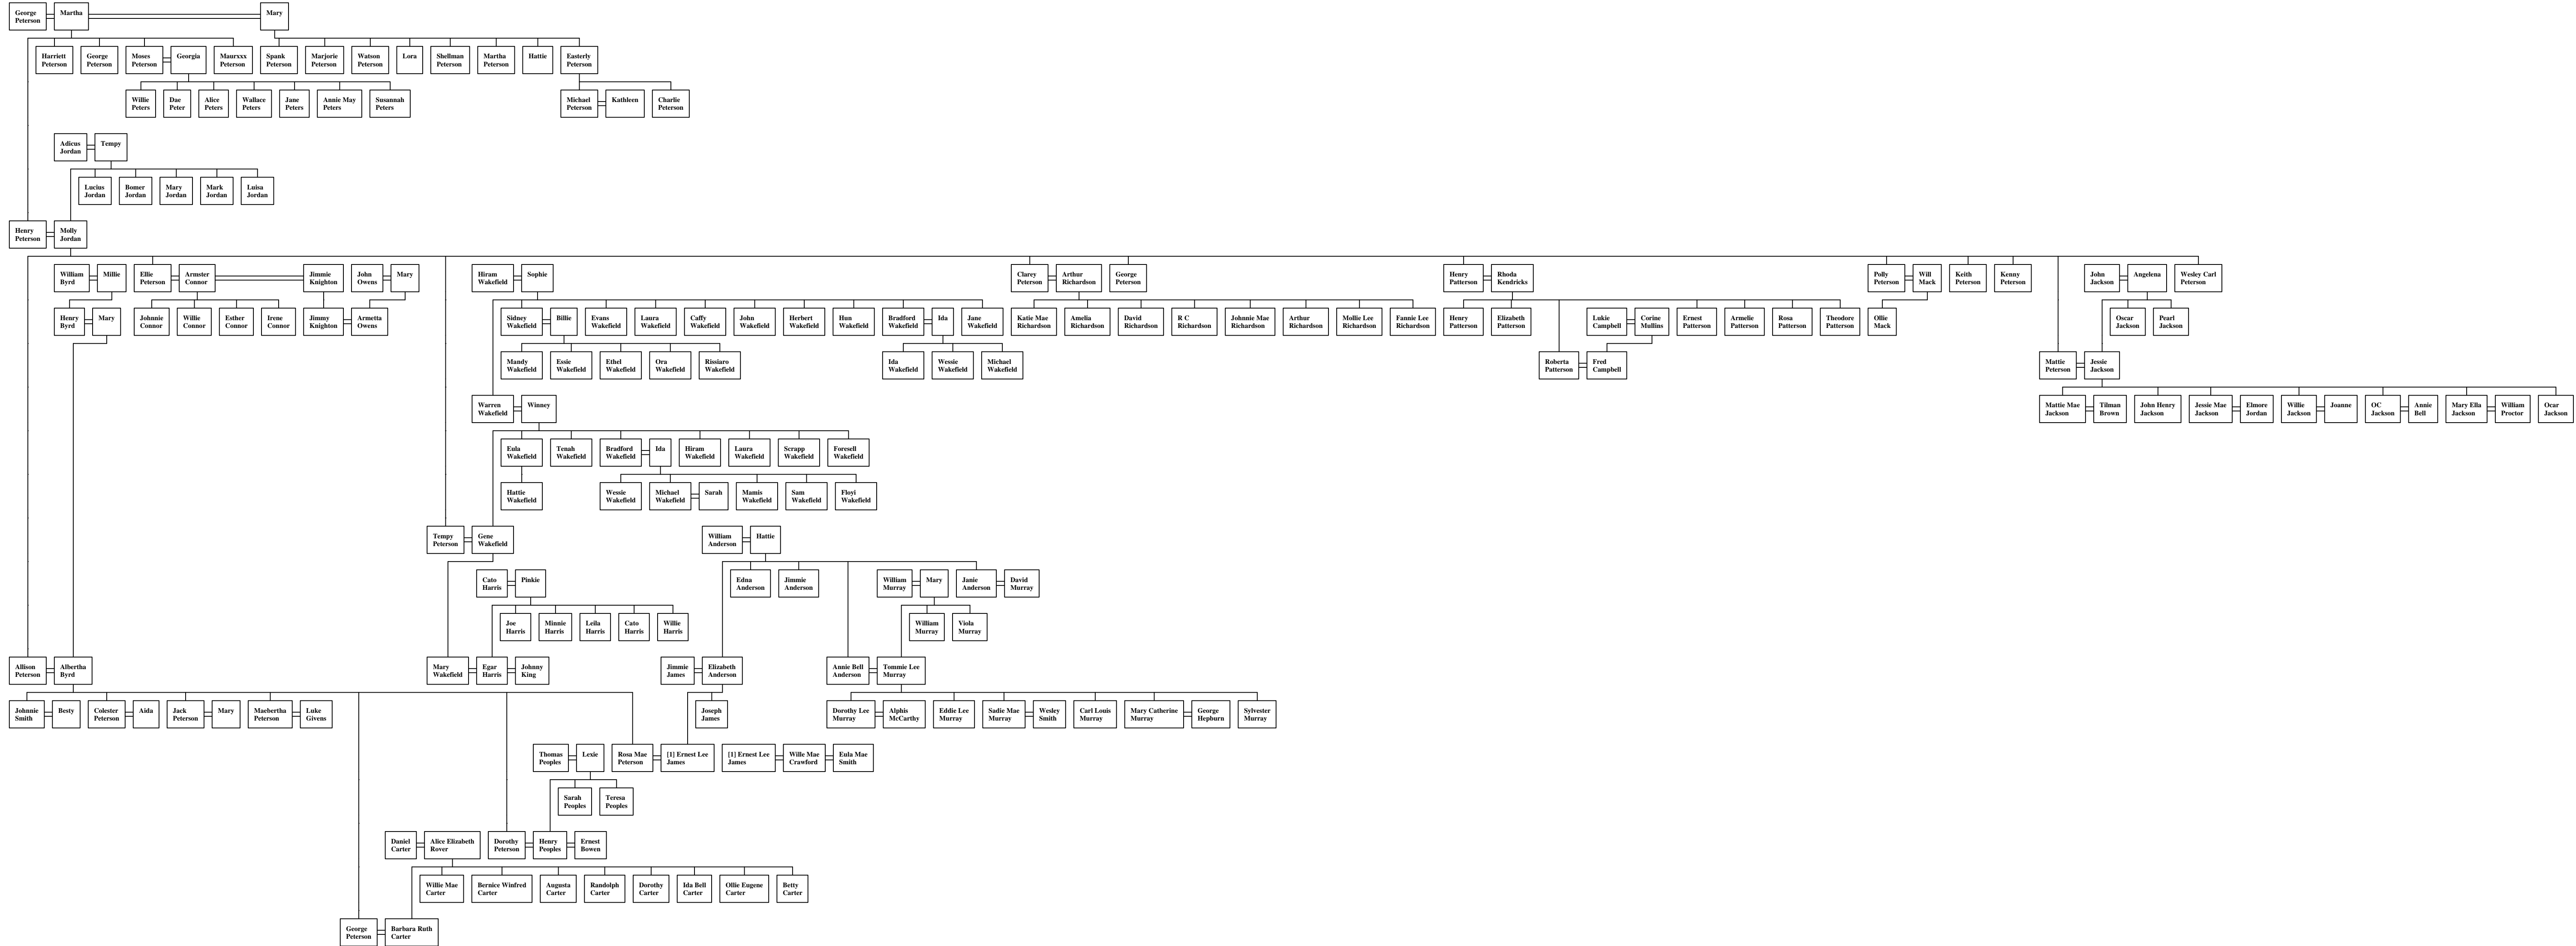 George
Peterson
Martha
Mary
Harriett
Peterson
George
Peterson
Moses
Peterson
Georgia
Maurxxx
Peterson
Spank
Peterson
Marjorie
Peterson
Watson
Peterson
Lora
Shellman
Peterson
Martha
Peterson
Hattie
Easterly
Peterson
Willie
Peters
Dae
Peter
Alice
Peters
Wallace
Peters
Jane
Peters
Annie May
Peters
Susannah
Peters
Michael
Peterson
Kathleen
Charlie
Peterson
Adicus
Jordan
Tempy
Lucius
Jordan
Bomer
Jordan
Mary
Jordan
Mark
Jordan
Luisa
Jordan
Henry
Peterson
Molly
Jordan
William
Byrd
Millie
Ellie
Peterson
Armster
Connor
Jimmie
Knighton
John
Owens
Mary
Hiram
Wakefield
Sophie
Clarey
Peterson
Arthur
Richardson
George
Peterson
Henry
Patterson
Rhoda
Kendricks
Polly
Peterson
Will
Mack
Keith
Peterson
Kenny
Peterson
John
Jackson
Angelena
Wesley Carl
Peterson
Henry
Byrd
Mary
Johnnie
Connor
Willie
Connor
Esther
Connor
Irene
Connor
Jimmy
Knighton
Armetta
Owens
Sidney
Wakefield
Billie
Evans
Wakefield
Laura
Wakefield
Caffy
Wakefield
John
Wakefield
Herbert
Wakefield
Hun
Wakefield
Bradford
Wakefield
Ida
Jane
Wakefield
Katie Mae
Richardson
Amelia
Richardson
David
Richardson
R C
Richardson
Johnnie Mae
Richardson
Arthur
Richardson
Mollie Lee
Richardson
Fannie Lee
Richardson
Henry
Patterson
Elizabeth
Patterson
Lukie
Campbell
Corine
Mullins
Ernest
Patterson
Armelie
Patterson
Rosa
Patterson
Theodore
Patterson
Ollie
Mack
Oscar
Jackson
Pearl
Jackson
Mandy
Wakefield
Essie
Wakefield
Ethel
Wakefield
Ora
Wakefield
Rissiaro
Wakefield
Ida
Wakefield
Wessie
Wakefield
Michael
Wakefield
Roberta
Patterson
Fred
Campbell
Mattie
Peterson
Jessie
Jackson
Warren
Wakefield
Winney
Mattie Mae
Jackson
Tilman
Brown
John Henry
Jackson
Jessie Mae
Jackson
Elmore
Jordan
Willie
Jackson
Joanne
OC
Jackson
Annie
Bell
Mary Ella
Jackson
William
Proctor
Ocar
Jackson
Eula
Wakefield
Tenah
Wakefield
Bradford
Wakefield
Ida
Hiram
Wakefield
Laura
Wakefield
Scrapp
Wakefield
Foresell
Wakefield
Hattie
Wakefield
Wessie
Wakefield
Michael
Wakefield
Sarah
Mamis
Wakefield
Sam
Wakefield
Floyi
Wakefield
Tempy
Peterson
Gene
Wakefield
William
Anderson
Hattie
Cato
Harris
Pinkie
Edna
Anderson
Jimmie
Anderson
William
Murray
Mary
Janie
Anderson
David
Murray
Joe
Harris
Minnie
Harris
Leila
Harris
Cato
Harris
Willie
Harris
William
Murray
Viola
Murray
Allison
Peterson
Albertha
Byrd
Mary
Wakefield
Egar
Harris
Johnny
King
Jimmie
James
Elizabeth
Anderson
Annie Bell
Anderson
Tommie Lee
Murray
Johnnie
Smith
Besty
Colester
Peterson
Aida
Jack
Peterson
Mary
Maebertha
Peterson
Luke
Givens
Joseph
James
Dorothy Lee
Murray
Alphis
McCarthy
Eddie Lee
Murray
Sadie Mae
Murray
Wesley
Smith
Carl Louis
Murray
Mary Catherine
Murray
George
Hepburn
Sylvester
Murray
Thomas
Peoples
Lexie
Rosa Mae
Peterson
[1] Ernest Lee
James
[1] Ernest Lee
James
Wille Mae
Crawford
Eula Mae
Smith
Sarah
Peoples
Teresa
Peoples
Daniel
Carter
Alice Elizabeth
Rover
Dorothy
Peterson
Henry
Peoples
Ernest
Bowen
Willie Mae
Carter
Bernice Winfred
Carter
Augusta
Carter
Randolph
Carter
Dorothy
Carter
Ida Bell
Carter
Ollie Eugene
Carter
Betty
Carter
George
Peterson
Barbara Ruth
Carter